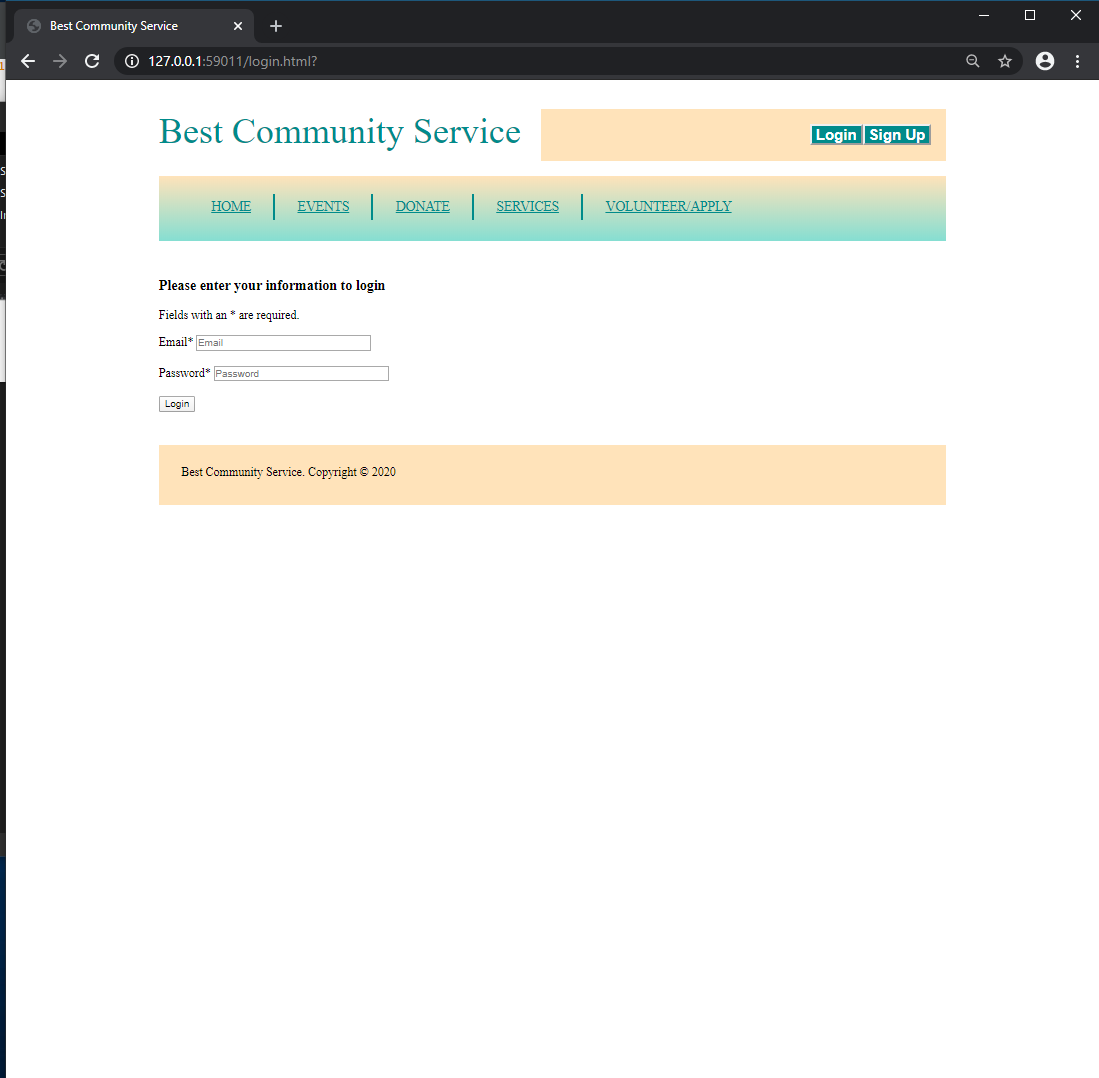 Best Community Service
127.0.0.1:59011/login.html?
Best Community Service
Login Sign Up
HOME EVENTS DONATE SERVICES VOLUNTEER/APPLY
Please enter your information to login
Fields with an * are required.
Email* Email
Password* Password
Login
Best Community Service. Copyright © 2020